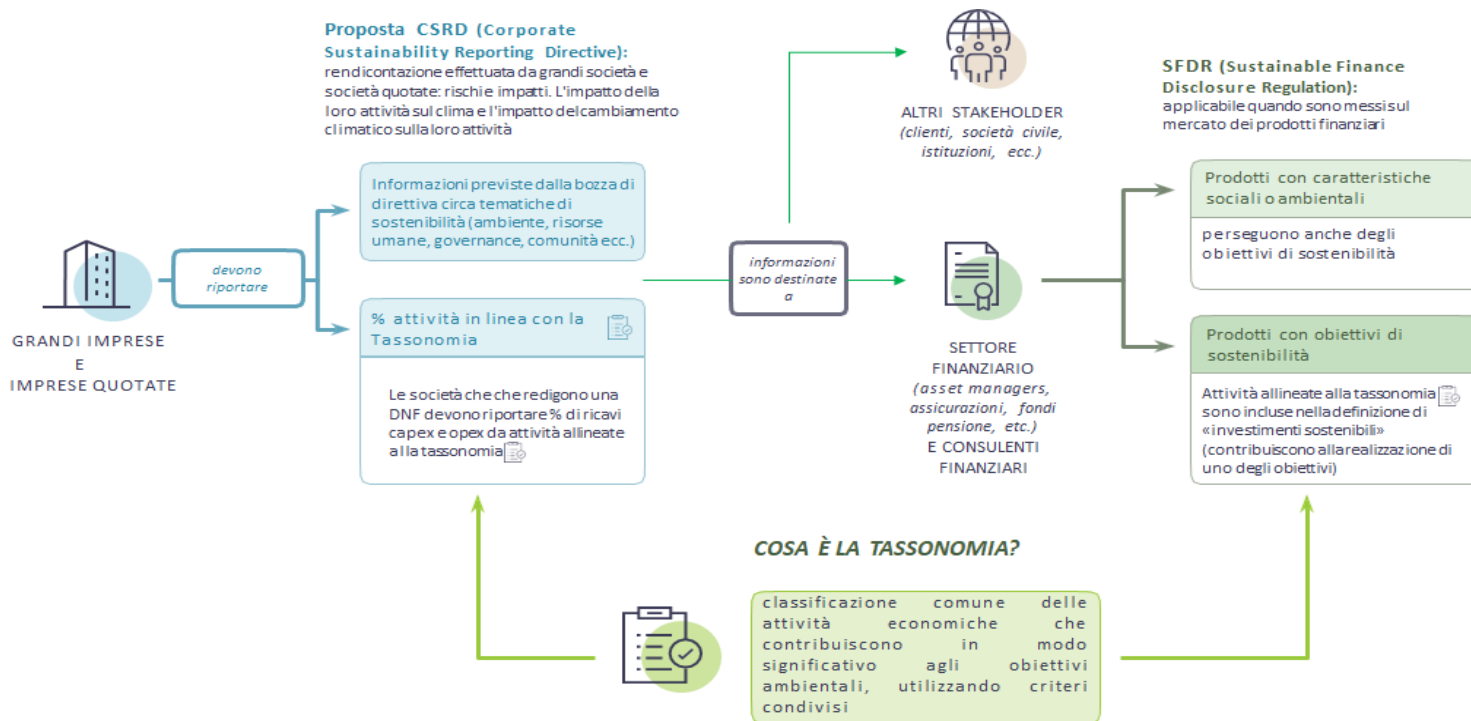 Proposta CSRD (Corporate
Sustainability Reporting Directive):
rendicontazione effettuata da grandi società e
società quotate: rischi e impatti. L'impatto della
loro attività sul clima e l'impatto del cambiamento
climatico sulla loro attività
Informazioni previste dalla bozza di
direttiva circa tematiche di
sostenibilità (ambiente, risorse
umane, governance, comunità ecc.)
devono
riportare
GRANDI IMPRESE
E
IMPRESE QUOTATE
% attività in linea con la
Tassonomia
Le società che che redigono una
DNF devono riportare % di ricavi
capex e opex da attività allineate
alla tassonomia
informazioni
sono destinate
a
ALTRI STAKEHOLDER
(clienti, società civile,
istituzioni, ecc.)
SETTORE
FINANZIARIO
(asset managers,
assicurazioni, fondi
pensione, etc.)
E CONSULENTI
FINANZIARI
SFDR (Sustainable Finance
Disclosure Regulation):
applicabile quando sono messi sul
mercato dei prodotti finanziari
Prodotti con caratteristiche
sociali o ambientali
perseguono anche degli
obiettivi di sostenibilità
Prodotti con obiettivi di
sostenibilità
Attività allineate alla tassonomia
sono incluse nella definizione di
«investimenti sostenibili»
(contribuiscono alla realizzazione di
uno degli obiettivi)
COSA È LA TASSONOMIA?
classificazione comune delle
attività economiche che
contribuiscono in modo
significativo agli obiettivi
ambientali, utilizzando criteri
condivisi